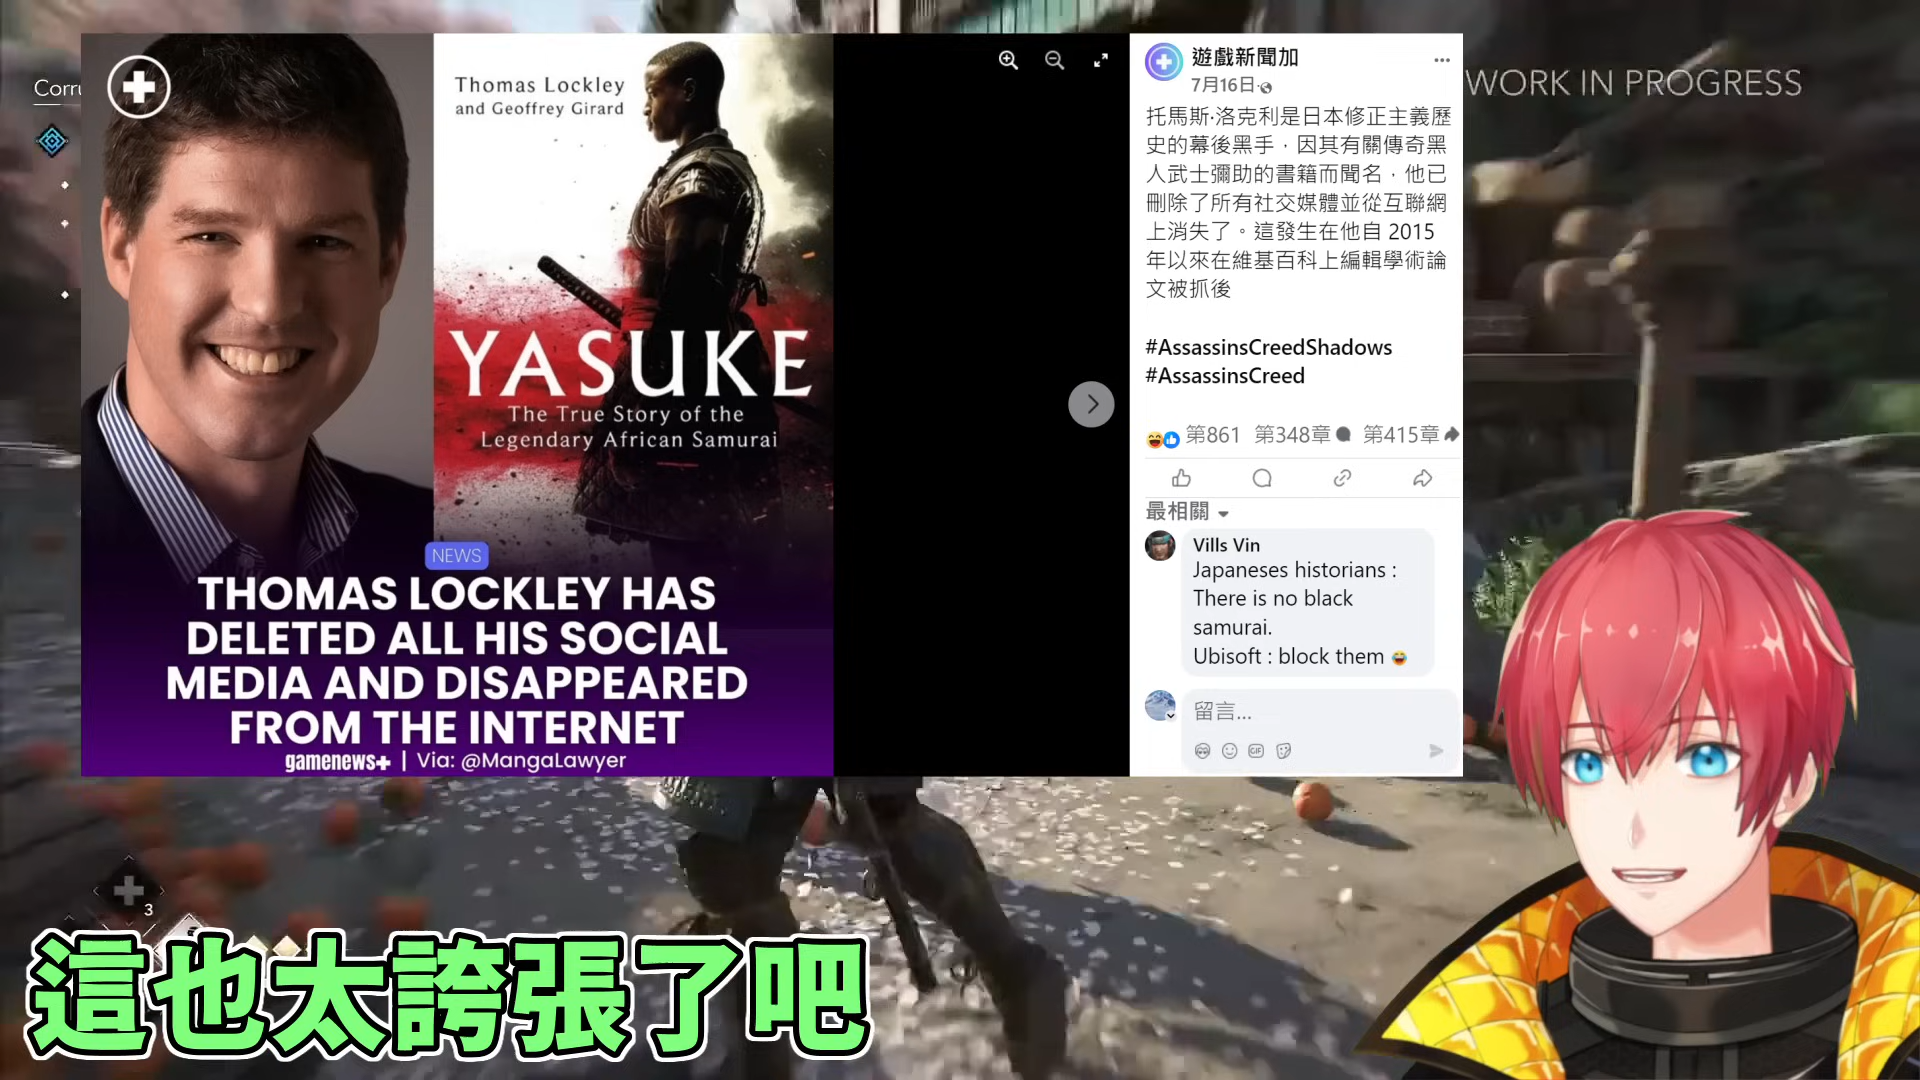 Corru
WORK IN PROGRESS
Thomas Lockley
and Geoffrey Girard
YASUKE
The True Story of the
Legendary African Samurai
NEWS
THOMAS LOCKLEY HAS
DELETED ALL HIS SOCIAL
MEDIA AND DISAPPEARED
FROM THE INTERNET
gamenews+ | Via: @MangaLawyer
遊戲新聞加
7月16日·
托馬斯·洛克利是日本修正主義歷
史的幕後黑手，因其有關傳奇黑
人武士彌助的書籍而聞名，他已
刪除了所有社交媒體並從互聯網
上消失了。這發生在他自 2015
年以來在維基百科上編輯學術論
文被抓後
#AssassinsCreedShadows
#AssassinsCreed
第861 第348章 第415章
最相關
Vills Vin
Japaneses historians :
There is no black
samurai.
Ubisoft : block them 😂
留言...
GIF
3
這也太誇張了吧